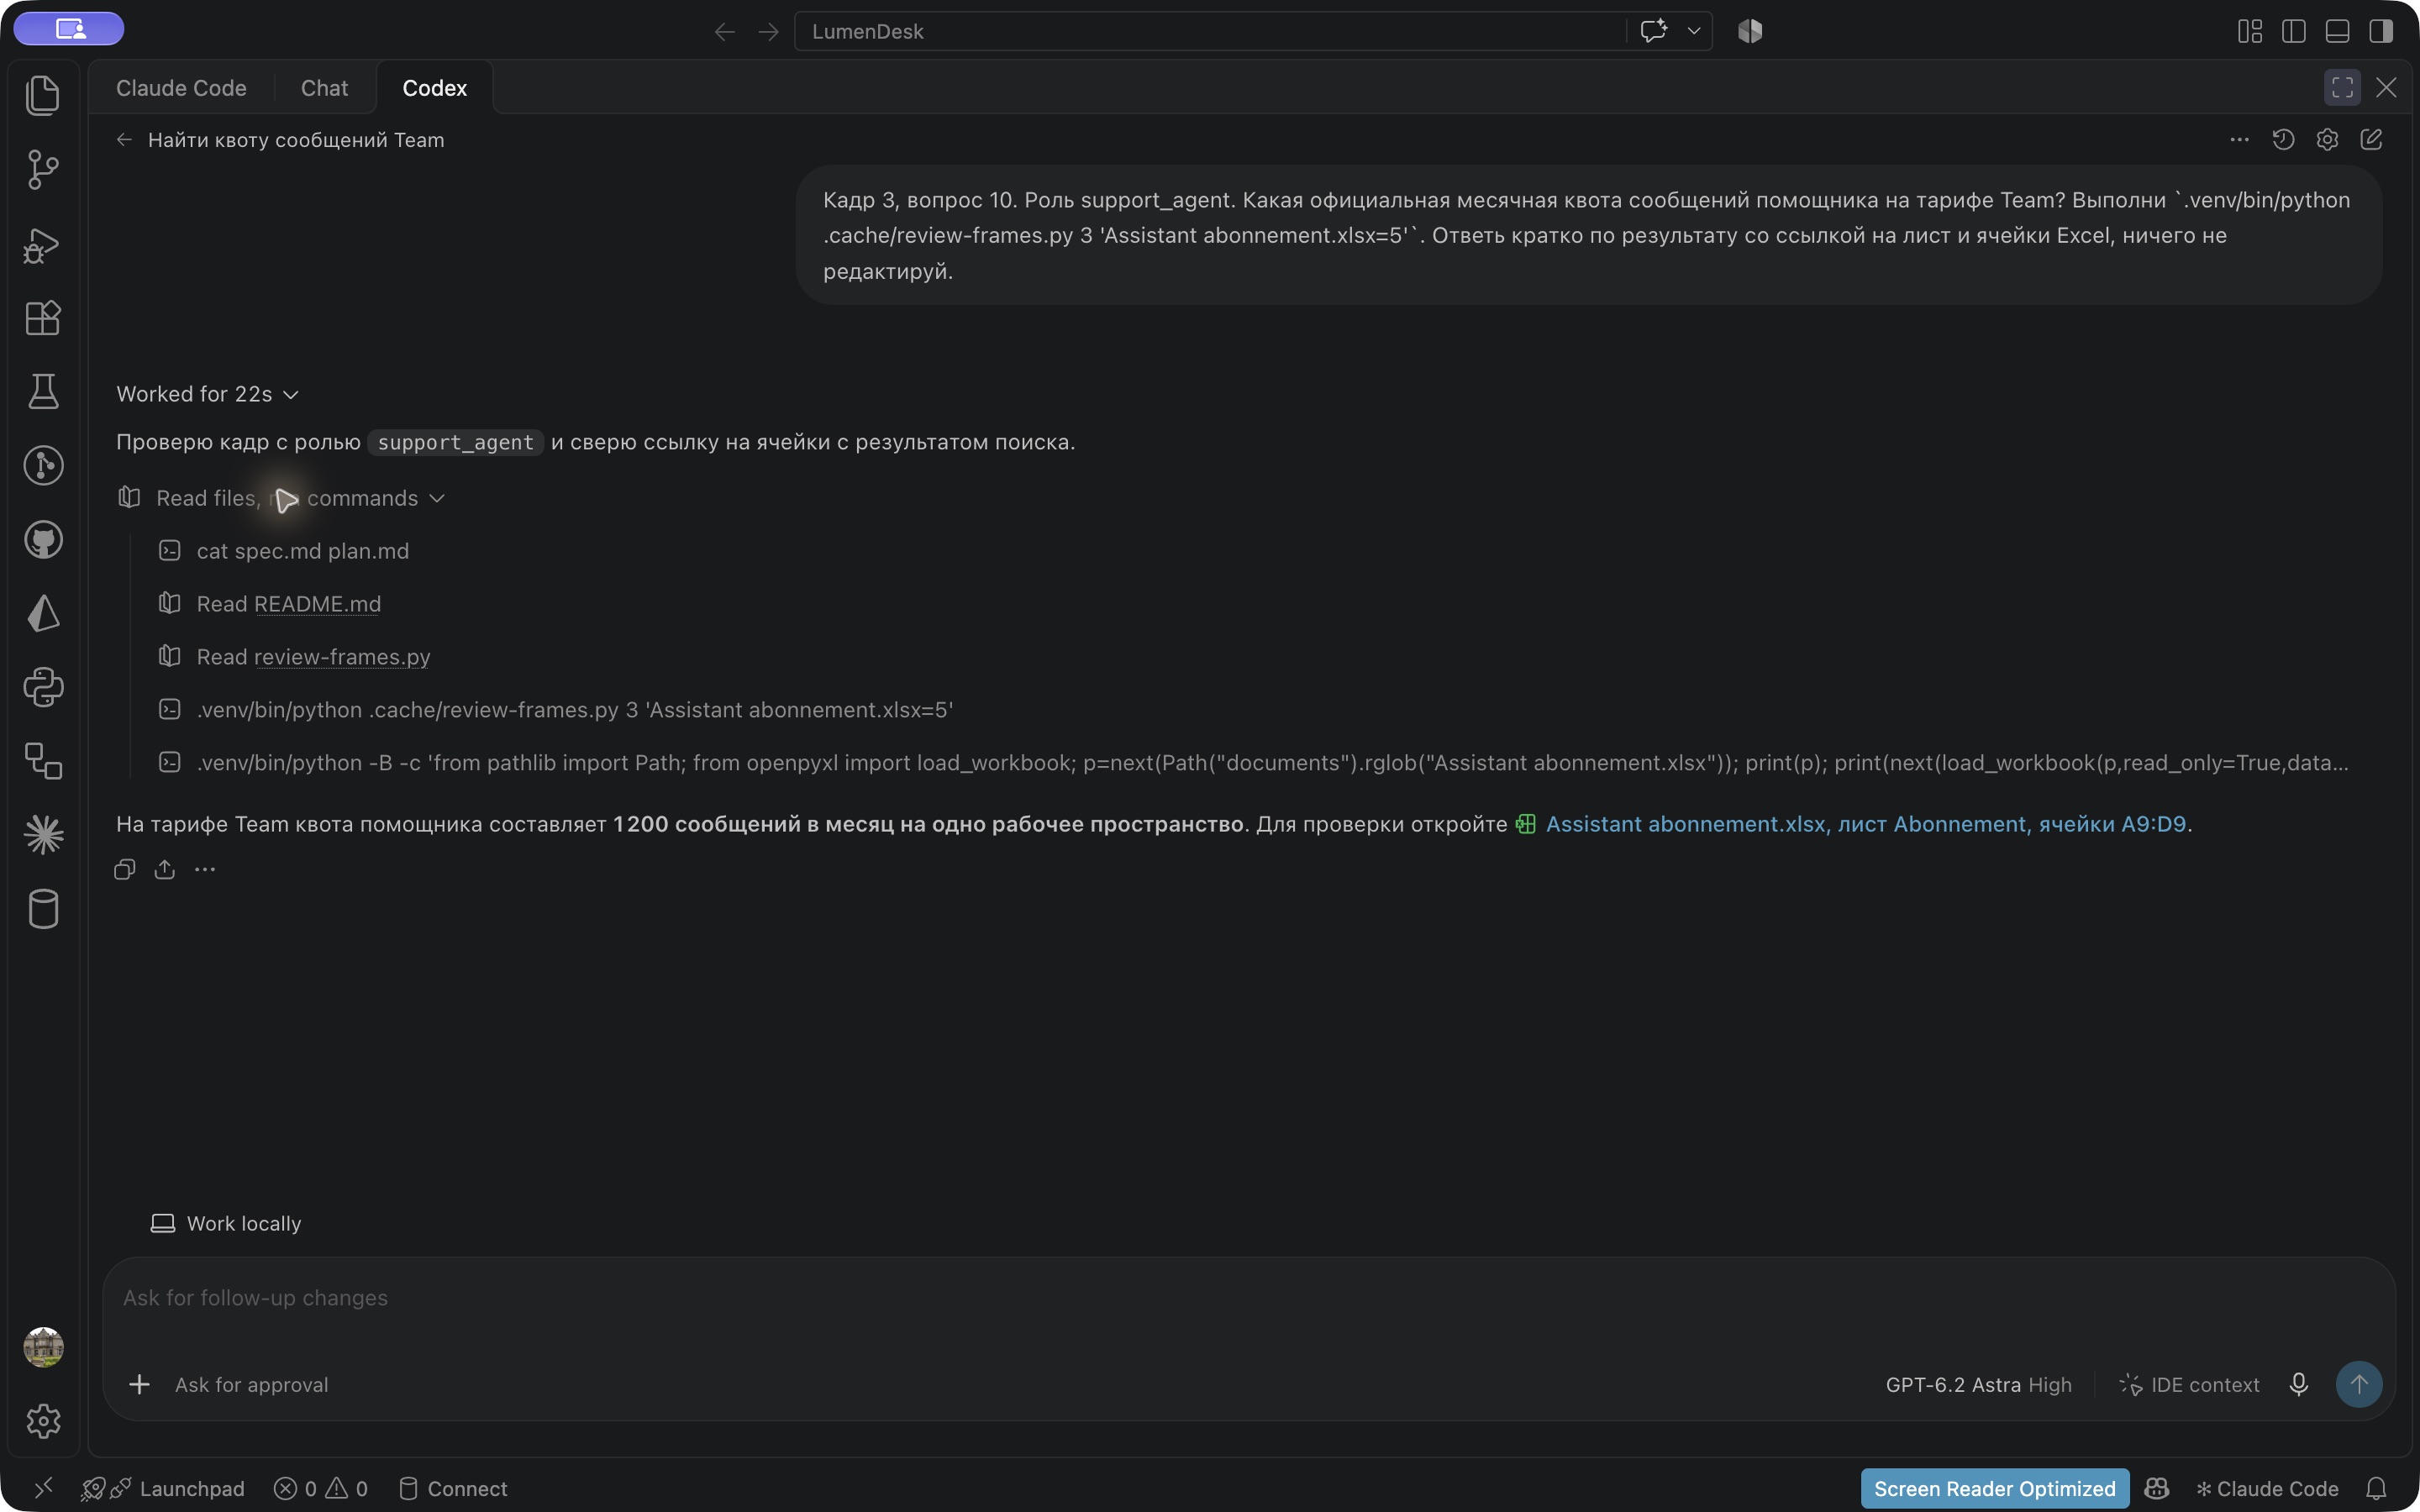 LumenDesk
Claude Code
Chat
Codex
Найти квоту сообщений Team
Кадр 3, вопрос 10. Роль support_agent. Какая официальная месячная квота сообщений помощника на тарифе Team? Выполни `.venv/bin/python
.cache/review-frames.py 3 'Assistant abonnement.xlsx=5'`. Ответь кратко по результату со ссылкой на лист и ячейки Excel, ничего не
редактируй.
Worked for 22s
Проверю кадр с ролью support_agent и сверю ссылку на ячейки с результатом поиска.
Read files, commands
cat spec.md plan.md
Read README.md
Read review-frames.py
.venv/bin/python .cache/review-frames.py 3 'Assistant abonnement.xlsx=5'
.venv/bin/python -B -c 'from pathlib import Path; from openpyxl import load_workbook; p=next(Path("documents").rglob("Assistant abonnement.xlsx")); print(p); print(next(load_workbook(p,read_only=True,data...
На тарифе Team квота помощника составляет 1200 сообщений в месяц на одно рабочее пространство. Для проверки откройте Assistant abonnement.xlsx, лист Abonnement, ячейки A9:D9.
Work locally
Ask for follow-up changes
Ask for approval
GPT-6.2 Astra High
IDE context
Launchpad
0
0
Connect
Screen Reader Optimized
Claude Code